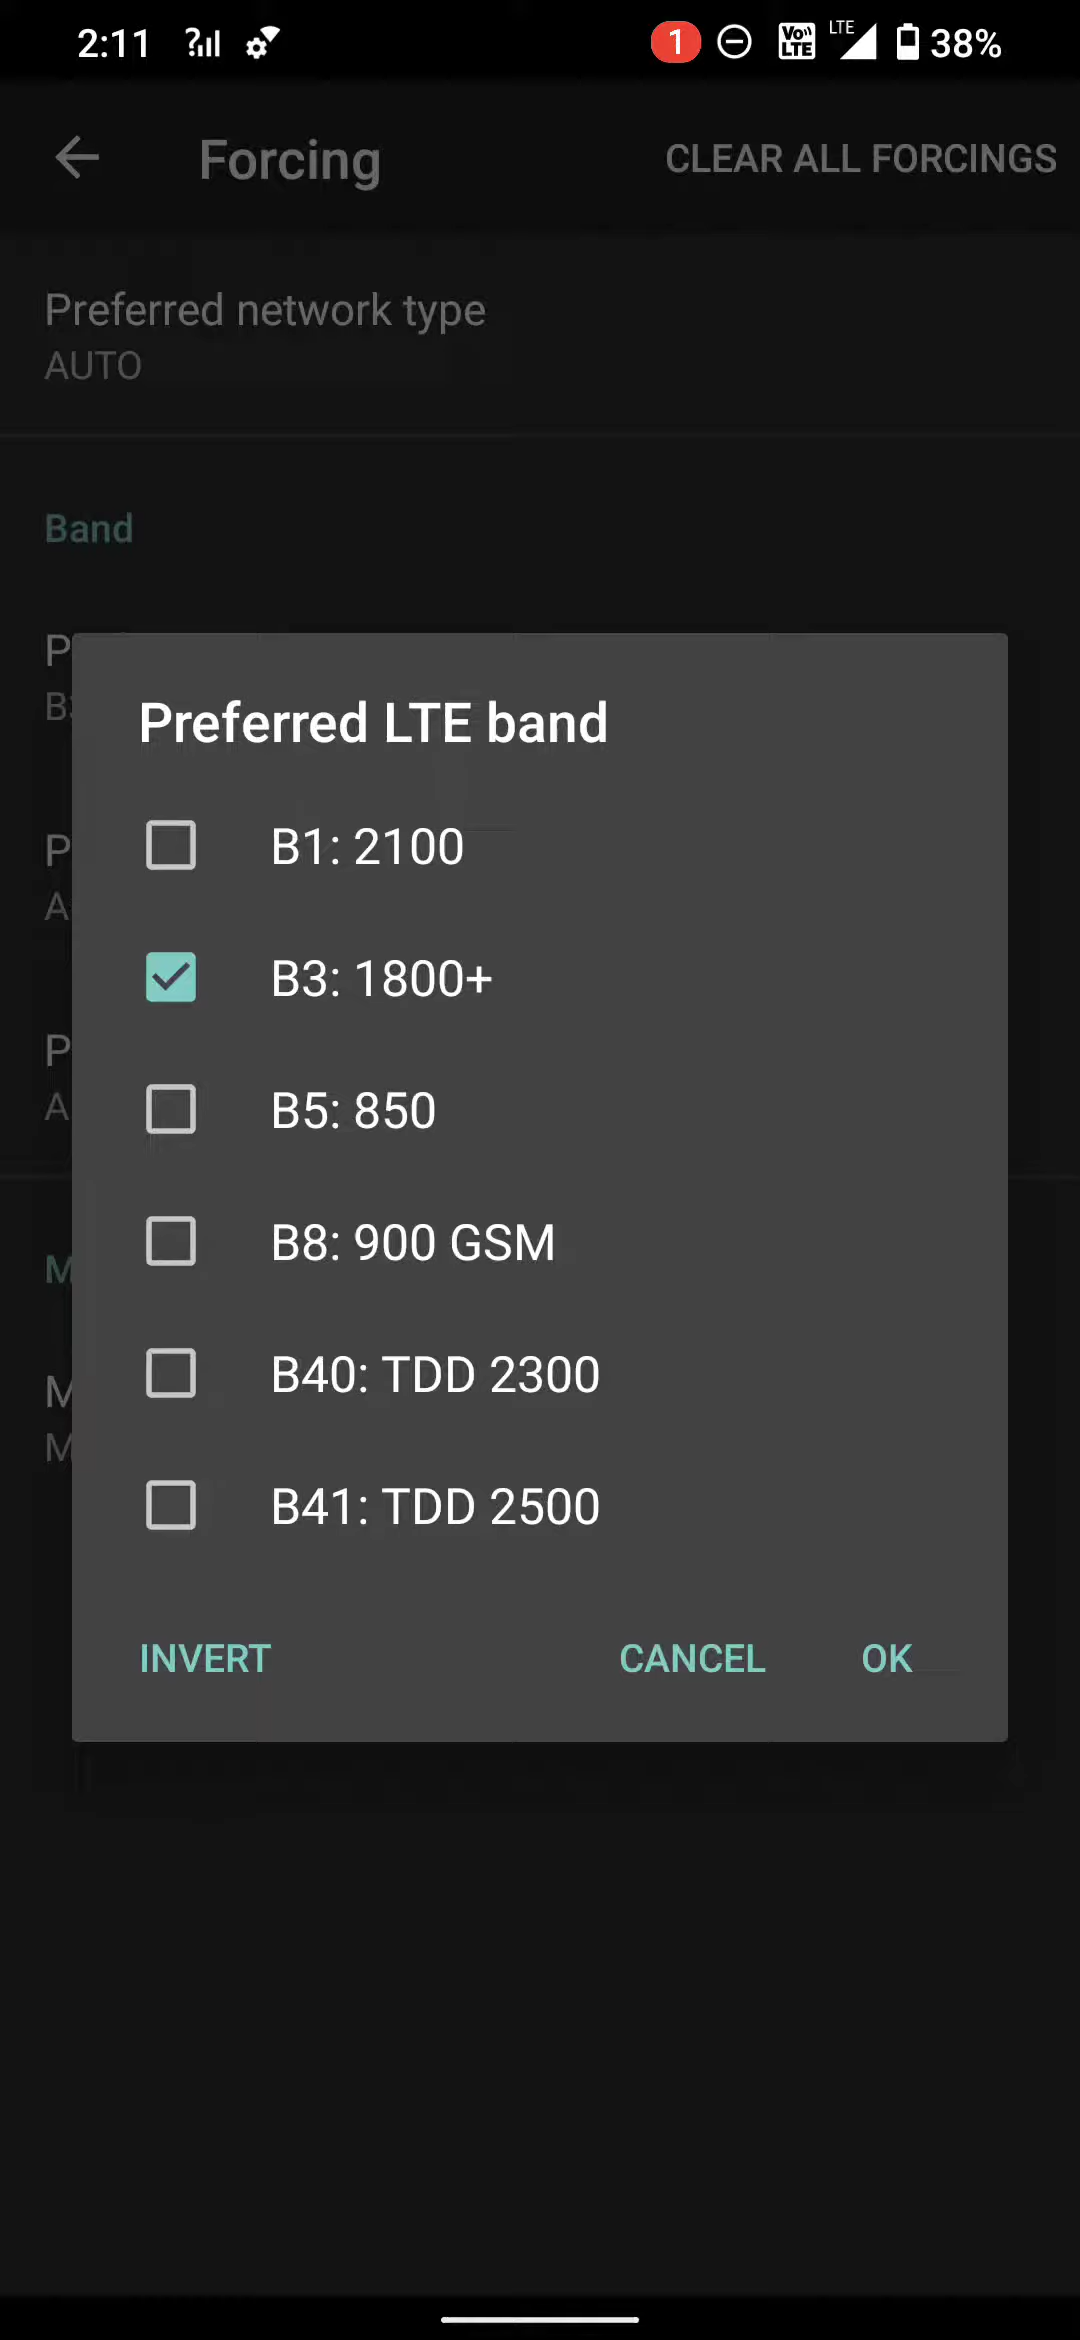 2:11
1
VoLTE
LTE
38%
Forcing
CLEAR ALL FORCINGS
Preferred network type
AUTO
Band
Preferred LTE band
B1: 2100
B3: 1800+
B5: 850
B8: 900 GSM
B40: TDD 2300
B41: TDD 2500
INVERT
CANCEL
OK